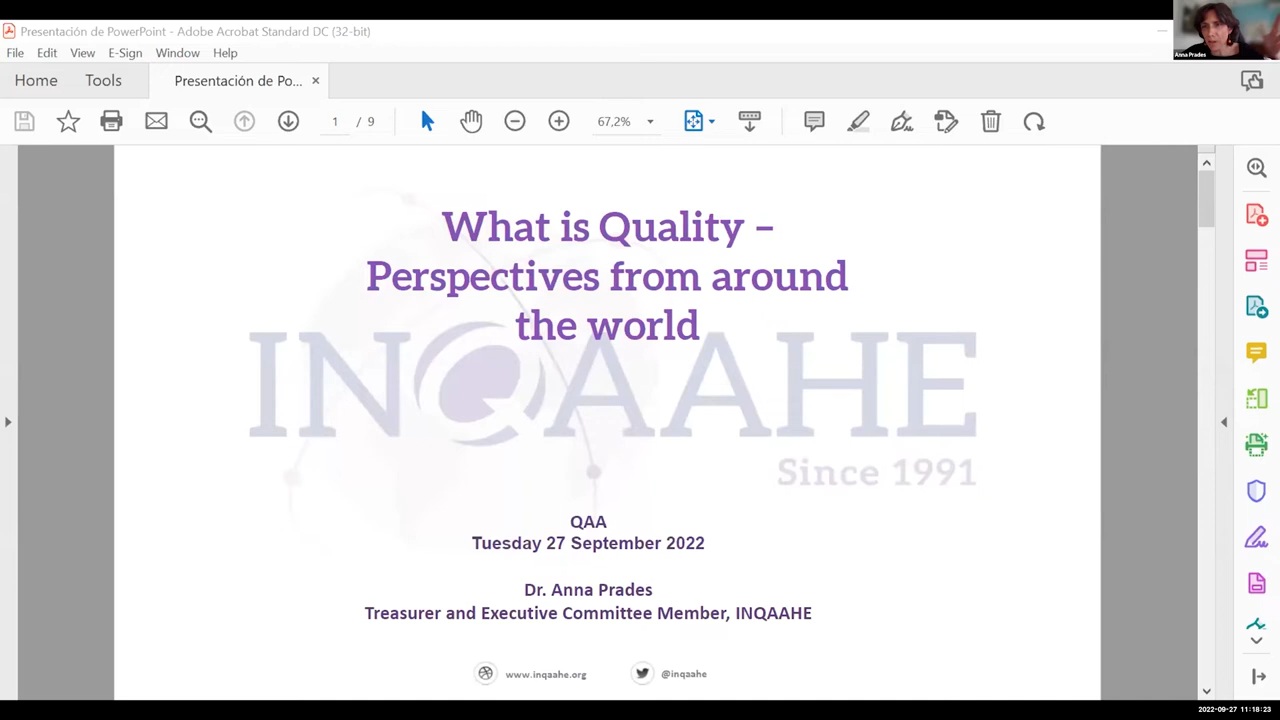 Presentación de PowerPoint - Adobe Acrobat Standard DC (32-bit)
Anna Prades
File Edit View E-Sign Window Help
Home Tools Presentación de Po... ×
1 / 9 67,2%
What is Quality –
Perspectives from around
the world
INQAAHE
Since 1991
QAA
Tuesday 27 September 2022
Dr. Anna Prades
Treasurer and Executive Committee Member, INQAAHE
www.inqaahe.org @inqaahe
2022-09-27 11:18:23